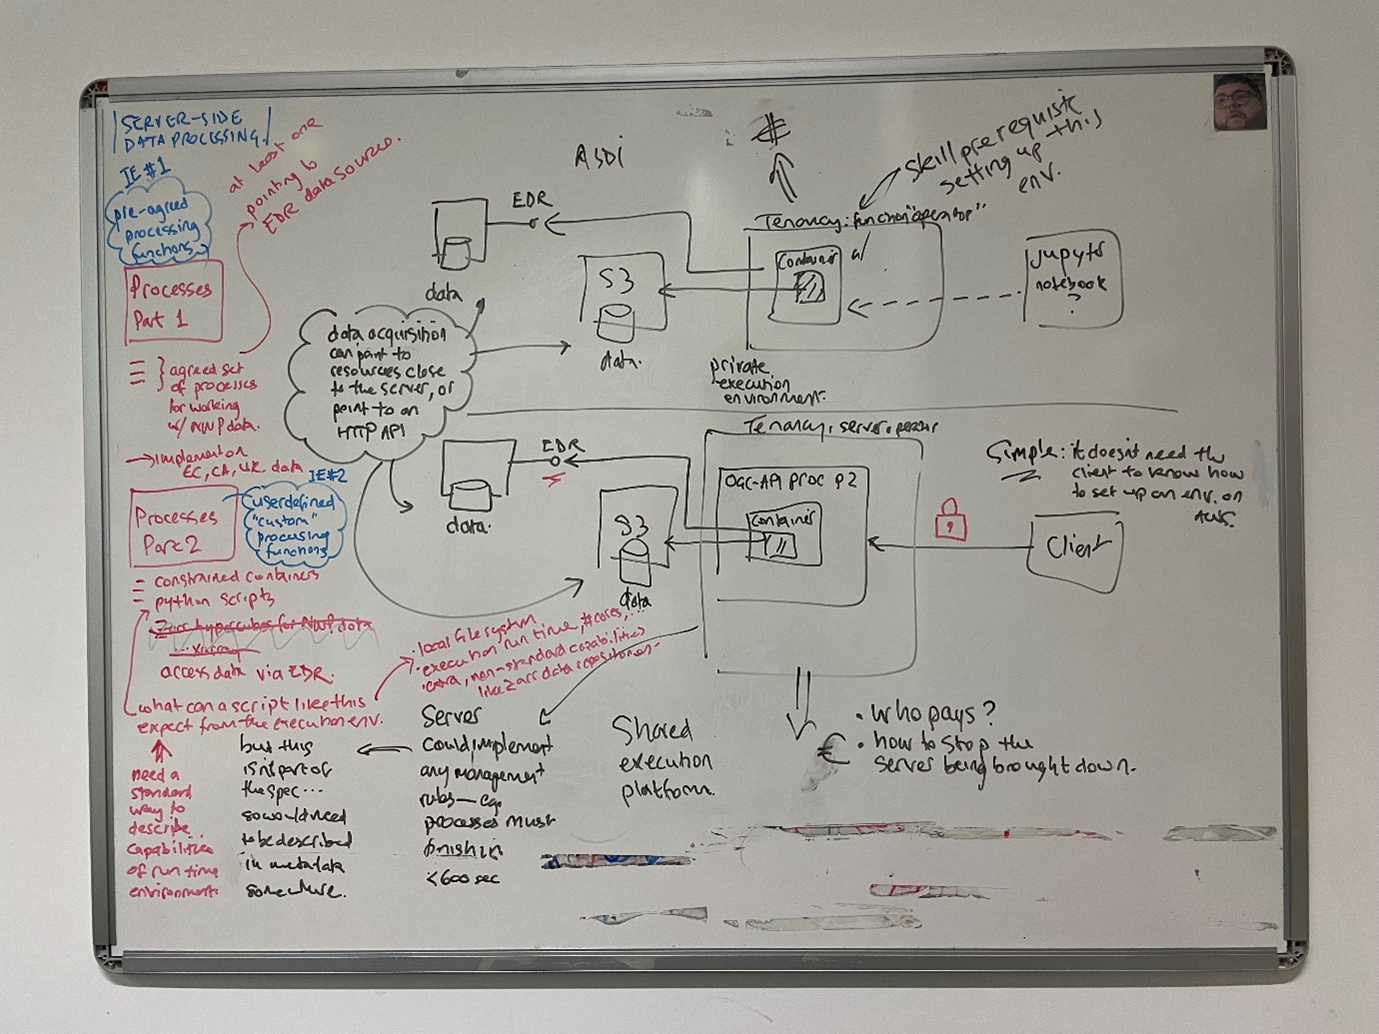 SERVER-SIDE
DATA PROCESSING.
IE #1
pre-agreed
processing
functions
at least one
pointing to
EDR data source.
Processes
Part 1
agreed set
of processes
for working
w/ NWP data.
implement on
EC, CA, UK. data
IE#2
Processes
Part 2
userdefined
"custom"
processing
functions
constrained containers
python scripts
Zarr hypercubes for NWP data
access data via EDR.
what can a script like this
expect from the execution env.
need a
standard
way to
describe
capabilities
of run time
environment.
but this
isn't part of
the spec...
so would need
to be described
in metadata
somewhere.
Server
could implement
any management
rules — eg.
processes must
finish in
<600 sec
· local file system
· execution run time, #cores, ...
· extra, non-standard capabilities
like Zarr data repositories
data acquisition
can point to
resources close
to the server, or
point to an
HTTP API
ASDI
EDR
data
S3
data.
Tenancy: function "operator"
Container
private
execution
environment.
skill prerequisite
setting up this
env.
Jupyter
notebook
?
EDR
data.
S3
data
Tenancy: server.
OGC-API PROC P2
Container
Client
Simple: it doesn't need the
client to know how
to set up an env. on
AWS.
Shared
execution
platform.
€
· who pays?
· how to stop the
server being brought down.